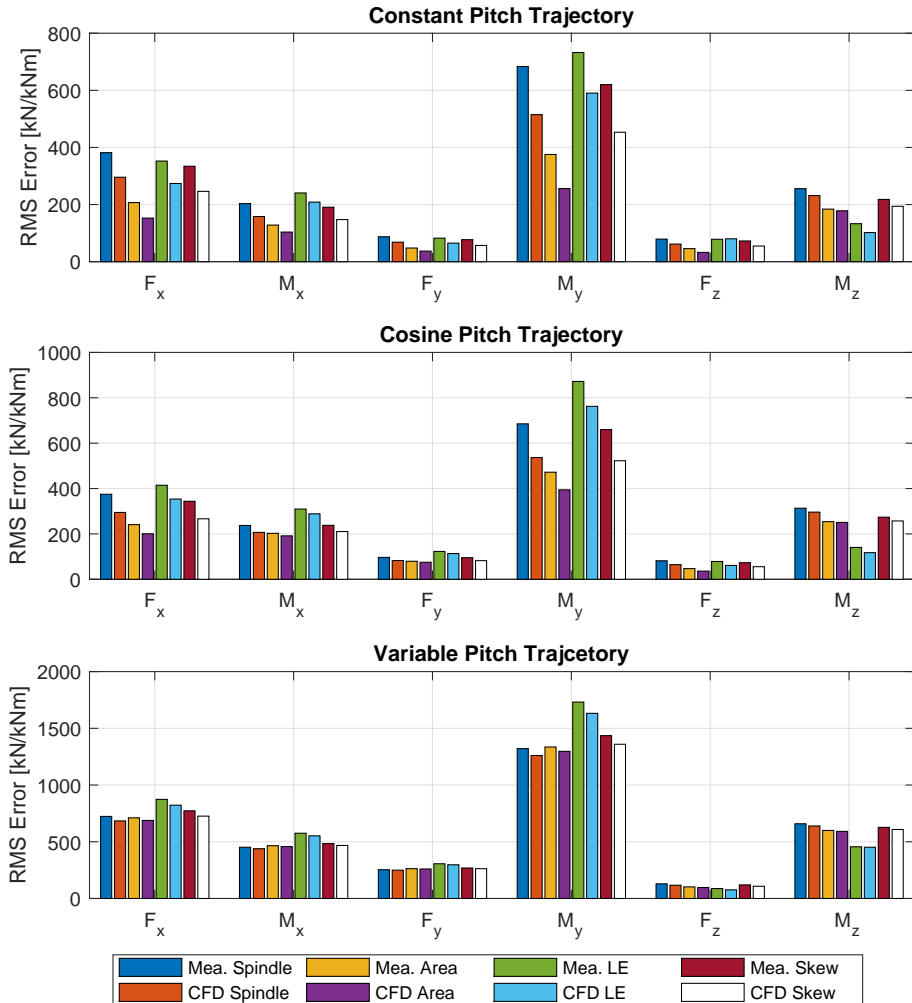 Constant Pitch Trajectory
RMS Error [kN/kNm]
800
600
400
200
0
F_x M_x F_y M_y F_z M_z
Cosine Pitch Trajectory
RMS Error [kN/kNm]
1000
800
600
400
200
0
F_x M_x F_y M_y F_z M_z
Variable Pitch Trajcetory
RMS Error [kN/kNm]
2000
1500
1000
500
0
F_x M_x F_y M_y F_z M_z
Mea. Spindle Mea. Area Mea. LE Mea. Skew
CFD Spindle CFD Area CFD LE CFD Skew